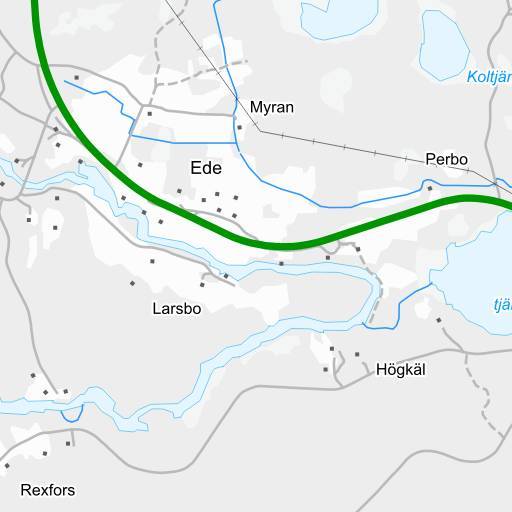 Koltjär
Myran
Perbo
Ede
tjär
Larsbo
Högkäl
Rexfors